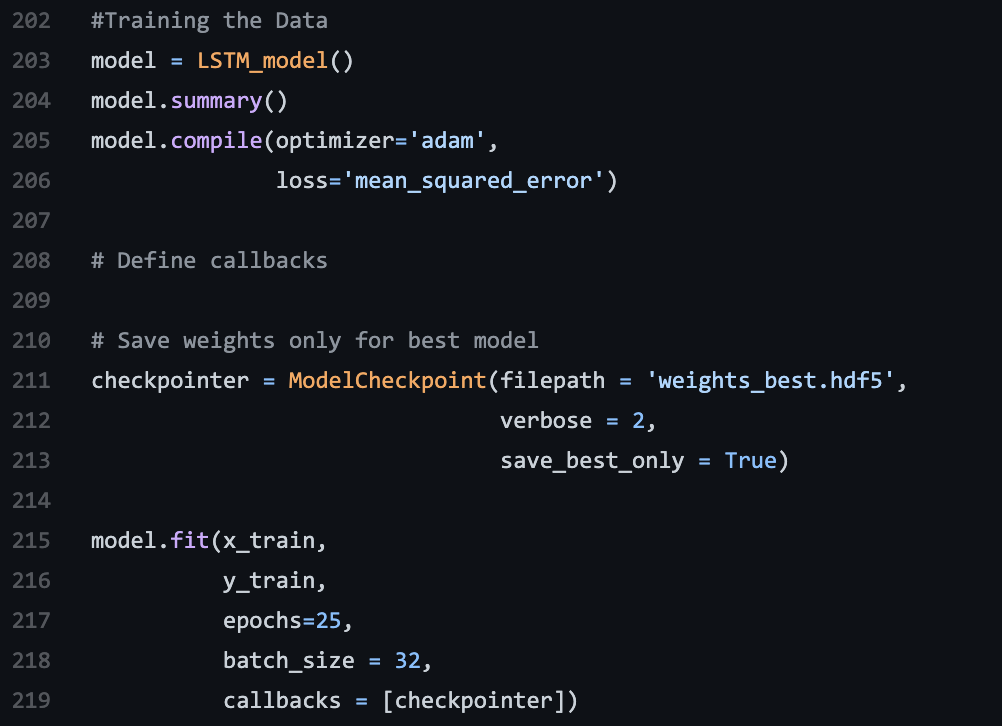 202 #Training the Data
203 model = LSTM_model()
204 model.summary()
205 model.compile(optimizer='adam',
206               loss='mean_squared_error')
207
208 # Define callbacks
209
210 # Save weights only for best model
211 checkpointer = ModelCheckpoint(filepath = 'weights_best.hdf5',
212                                verbose = 2,
213                                save_best_only = True)
214
215 model.fit(x_train,
216           y_train,
217           epochs=25,
218           batch_size = 32,
219           callbacks = [checkpointer])